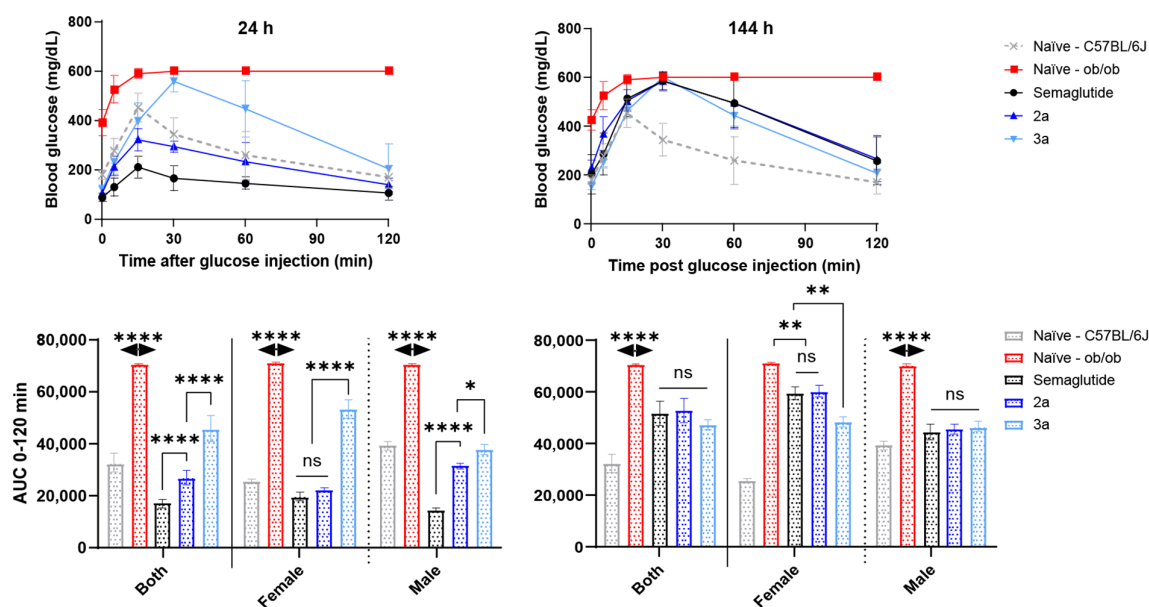 24 h
Blood glucose (mg/dL)
800
600
400
200
0
0 30 60 90 120
Time after glucose injection (min)
144 h
Blood glucose (mg/dL)
800
600
400
200
0
0 30 60 90 120
Time post glucose injection (min)
Naïve - C57BL/6J
Naïve - ob/ob
Semaglutide
2a
3a
AUC 0-120 min
80,000
60,000
40,000
20,000
0
****
****
****
****
****
ns
****
****
*
Both
Female
Male
80,000
60,000
40,000
20,000
0
****
ns
**
**
ns
****
ns
Both
Female
Male
Naïve - C57BL/6J
Naïve - ob/ob
Semaglutide
2a
3a